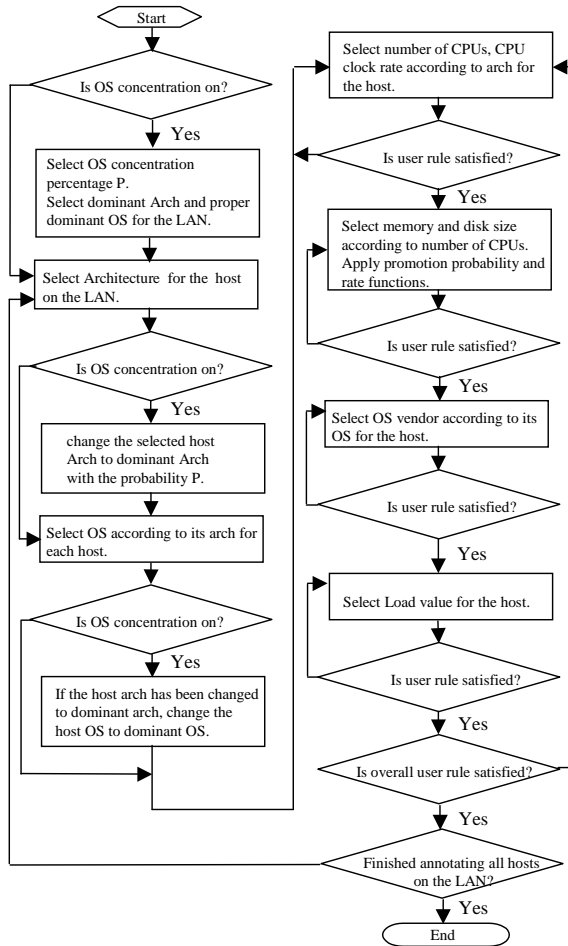 Start
Is OS concentration on?
Yes
Select OS concentration
percentage P.
Select dominant Arch and proper
dominant OS for the LAN.
Select Architecture for the host
on the LAN.
Is OS concentration on?
Yes
change the selected host
Arch to dominant Arch
with the probability P.
Select OS according to its arch for
each host.
Is OS concentration on?
Yes
If the host arch has been changed
to dominant arch, change the
host OS to dominant OS.
Select number of CPUs, CPU
clock rate according to arch for
the host.
Is user rule satisfied?
Yes
Select memory and disk size
according to number of CPUs.
Apply promotion probability and
rate functions.
Is user rule satisfied?
Yes
Select OS vendor according to its
OS for the host.
Is user rule satisfied?
Yes
Select Load value for the host.
Is user rule satisfied?
Yes
Is overall user rule satisfied?
Yes
Finished annotating all hosts
on the LAN?
Yes
End